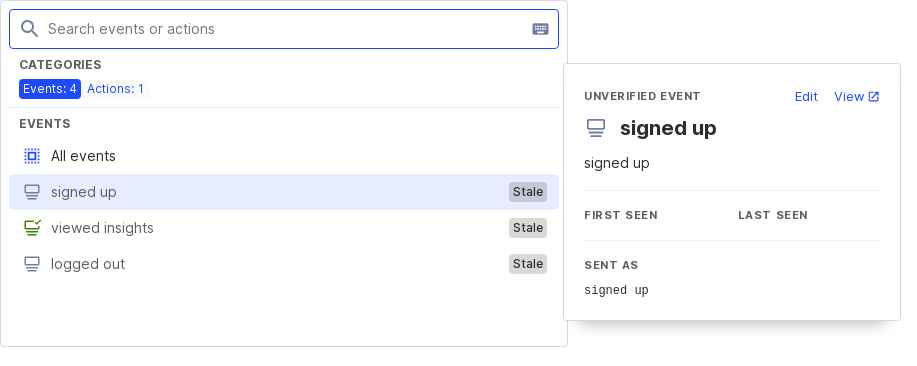 Search events or actions
CATEGORIES
Events: 4 Actions: 1
EVENTS
All events
signed up Stale
viewed insights Stale
logged out Stale
UNVERIFIED EVENT Edit View
signed up
signed up
FIRST SEEN LAST SEEN
SENT AS
signed up